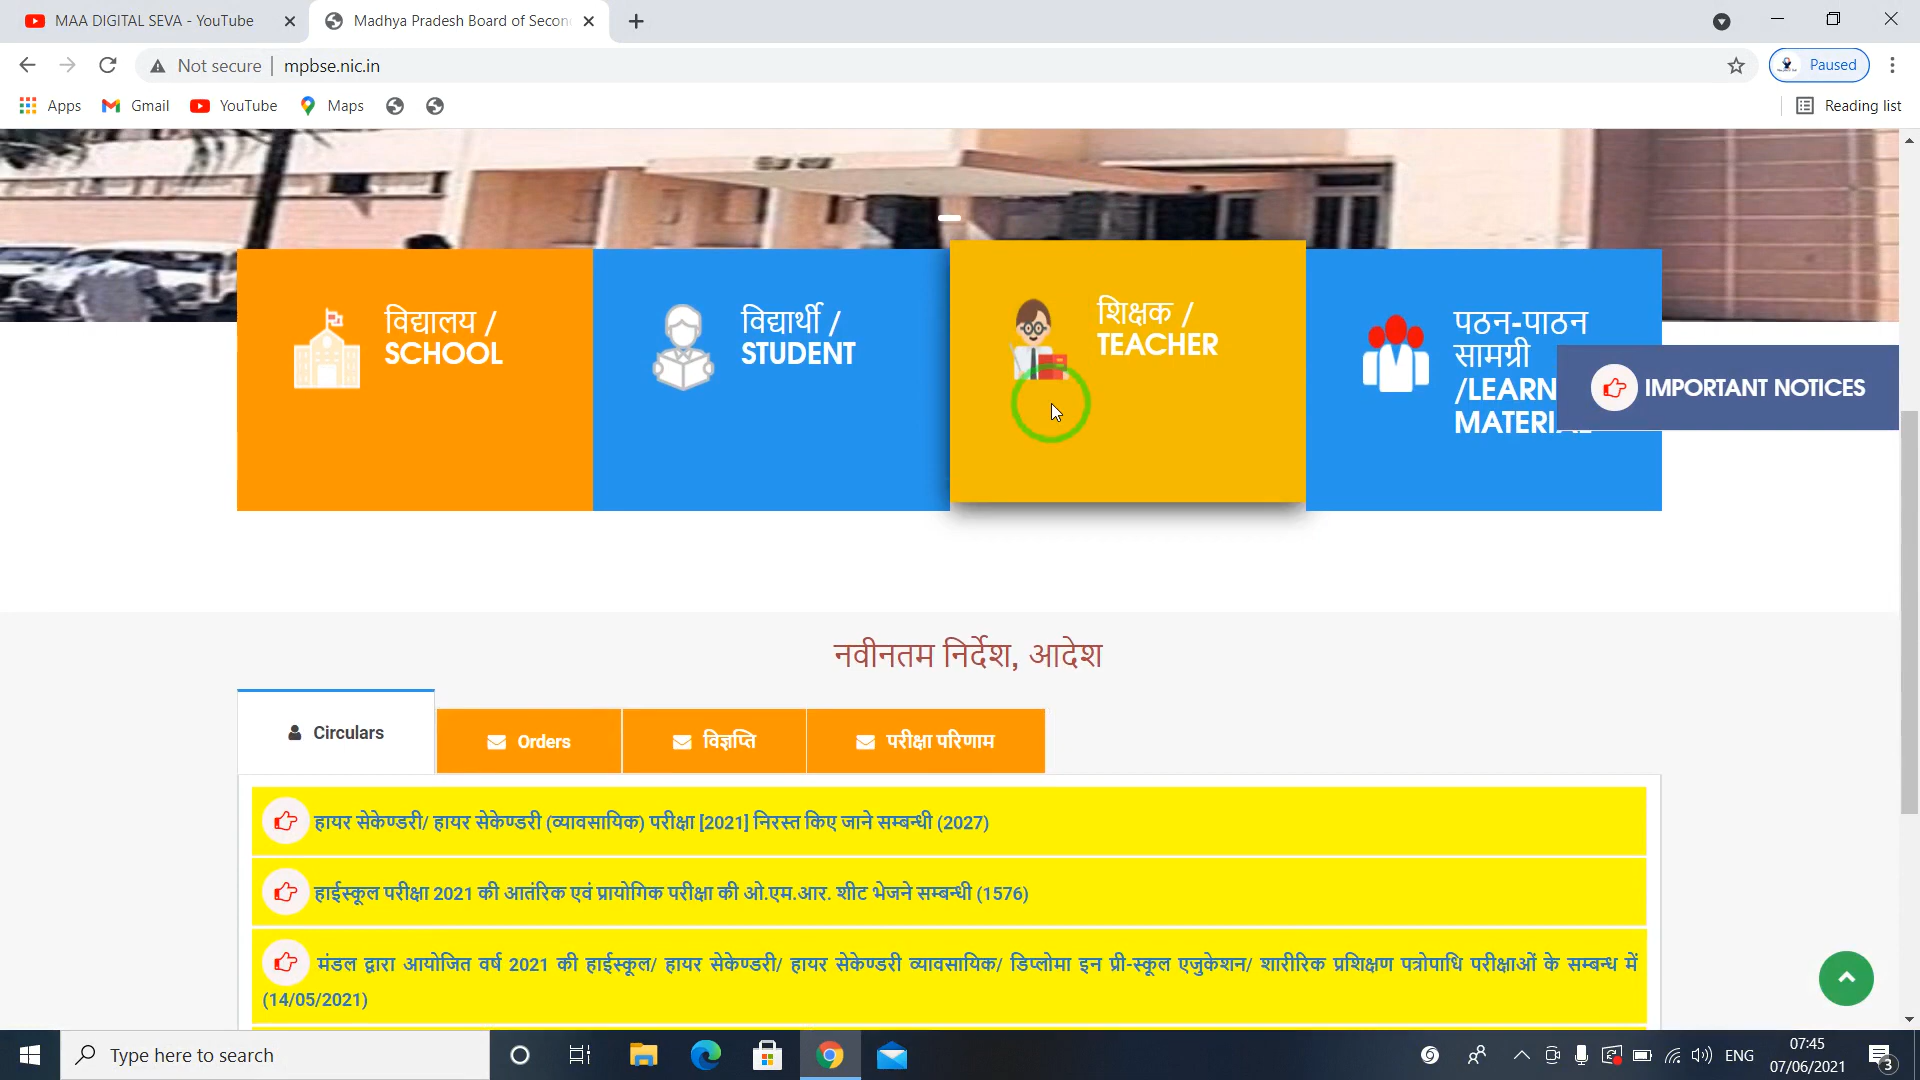 MAA DIGITAL SEVA - YouTube
Madhya Pradesh Board of Secon
Not secure
mpbse.nic.in
Paused
Apps
Gmail
YouTube
Maps
Reading list
विद्यालय /
SCHOOL
विद्यार्थी /
STUDENT
शिक्षक /
TEACHER
पठन-पाठन
सामग्री
/LEARN
MATERIAL
IMPORTANT NOTICES
नवीनतम निर्देश, आदेश
Circulars
Orders
विज्ञप्ति
परीक्षा परिणाम
हायर सेकेण्डरी/ हायर सेकेण्डरी (व्यावसायिक) परीक्षा [2021] निरस्त किए जाने सम्बन्धी (2027)
हाईस्कूल परीक्षा 2021 की आतंरिक एवं प्रायोगिक परीक्षा की ओ.एम.आर. शीट भेजने सम्बन्धी (1576)
मंडल द्वारा आयोजित वर्ष 2021 की हाईस्कूल/ हायर सेकेण्डरी/ हायर सेकेण्डरी व्यावसायिक/ डिप्लोमा इन प्री-स्कूल एजुकेशन/ शारीरिक प्रशिक्षण पत्रोपाधि परीक्षाओं के सम्बन्ध में
(14/05/2021)
Type here to search
ENG
07:45
07/06/2021
3